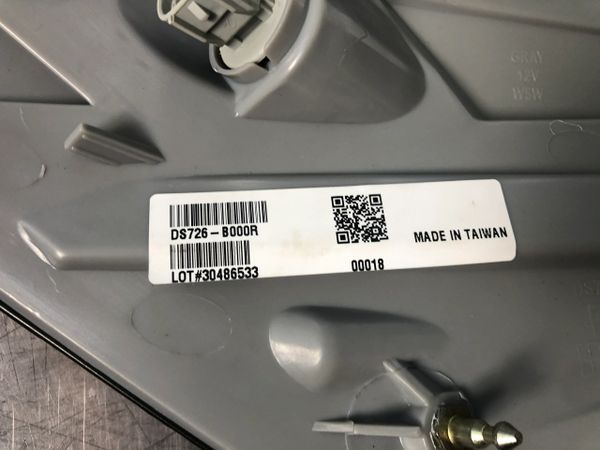 GRAY
12V
W5W
DS726-B000R
MADE IN TAIWAN
LOT#30486533
00018